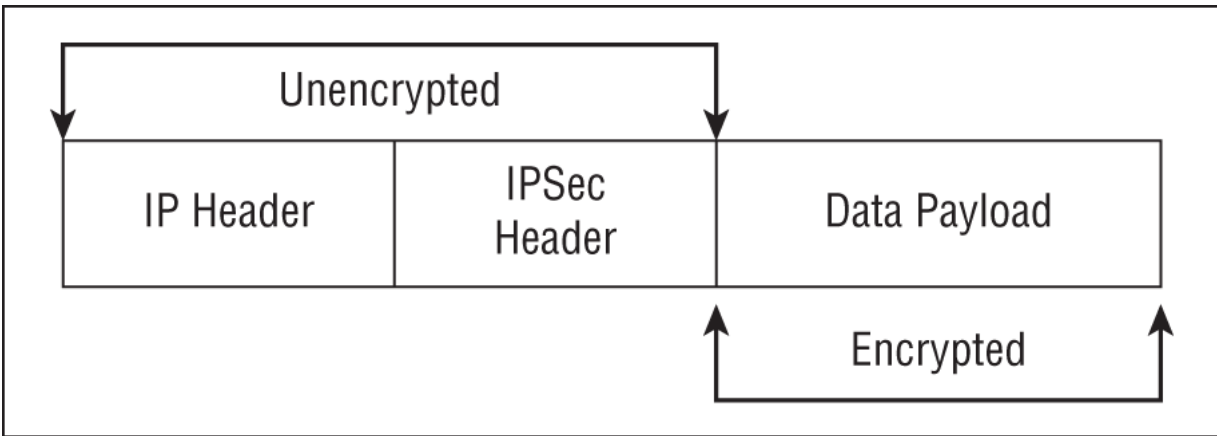 Unencrypted
IP Header
IPSec
Header
Data Payload
Encrypted